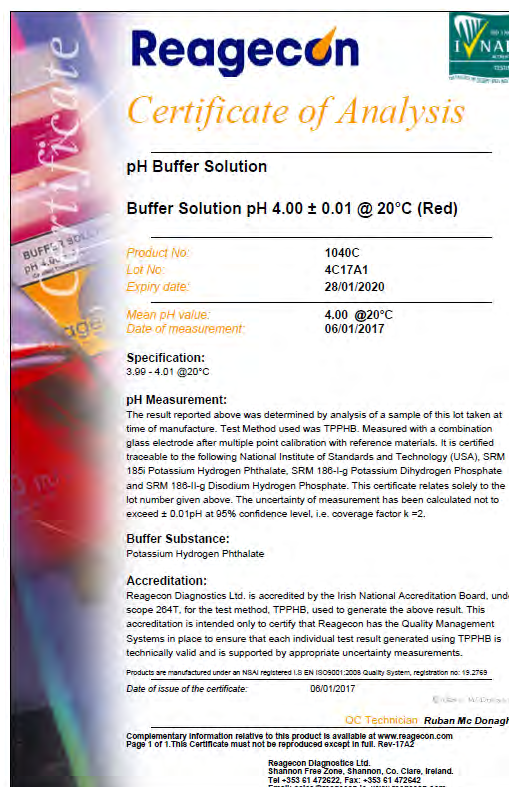 Certificate
Reagecon
Certificate of Analysis
pH Buffer Solution
Buffer Solution pH 4.00 ± 0.01 @ 20°C (Red)
Product No: 1040C
Lot No: 4C17A1
Expiry date: 28/01/2020
Mean pH value: 4.00 @20°C
Date of measurement: 06/01/2017
Specification:
3.99 - 4.01 @20°C
pH Measurement:
The result reported above was determined by analysis of a sample of this lot taken at
time of manufacture. Test Method used was TPPHB. Measured with a combination
glass electrode after multiple point calibration with reference materials. It is certified
traceable to the following National Institute of Standards and Technology (USA), SRM
185i Potassium Hydrogen Phthalate, SRM 186-I-g Potassium Dihydrogen Phosphate
and SRM 186-II-g Disodium Hydrogen Phosphate. This certificate relates solely to the
lot number given above. The uncertainty of measurement has been calculated not to
exceed ± 0.01pH at 95% confidence level, i.e. coverage factor k =2.
Buffer Substance:
Potassium Hydrogen Phthalate
Accreditation:
Reagecon Diagnostics Ltd. is accredited by the Irish National Accreditation Board, und
scope 264T, for the test method, TPPHB, used to generate the above result. This
accreditation is intended only to certify that Reagecon has the Quality Management
Systems in place to ensure that each individual test result generated using TPPHB is
technically valid and is supported by appropriate uncertainty measurements.
Products are manufactured under an NSAI registered I.S EN ISO9001:2008 Quality System, registration no: 19.2769
Date of issue of the certificate: 06/01/2017
QC Technician Ruban Mc Donagh
Complementary information relative to this product is available at www.reagecon.com
Page 1 of 1.This Certificate must not be reproduced except in full. Rev-17A2
Reagecon Diagnostics Ltd.
Shannon Free Zone, Shannon, Co. Clare, Ireland.
Tel +353 61 472622, Fax: +353 61 472642